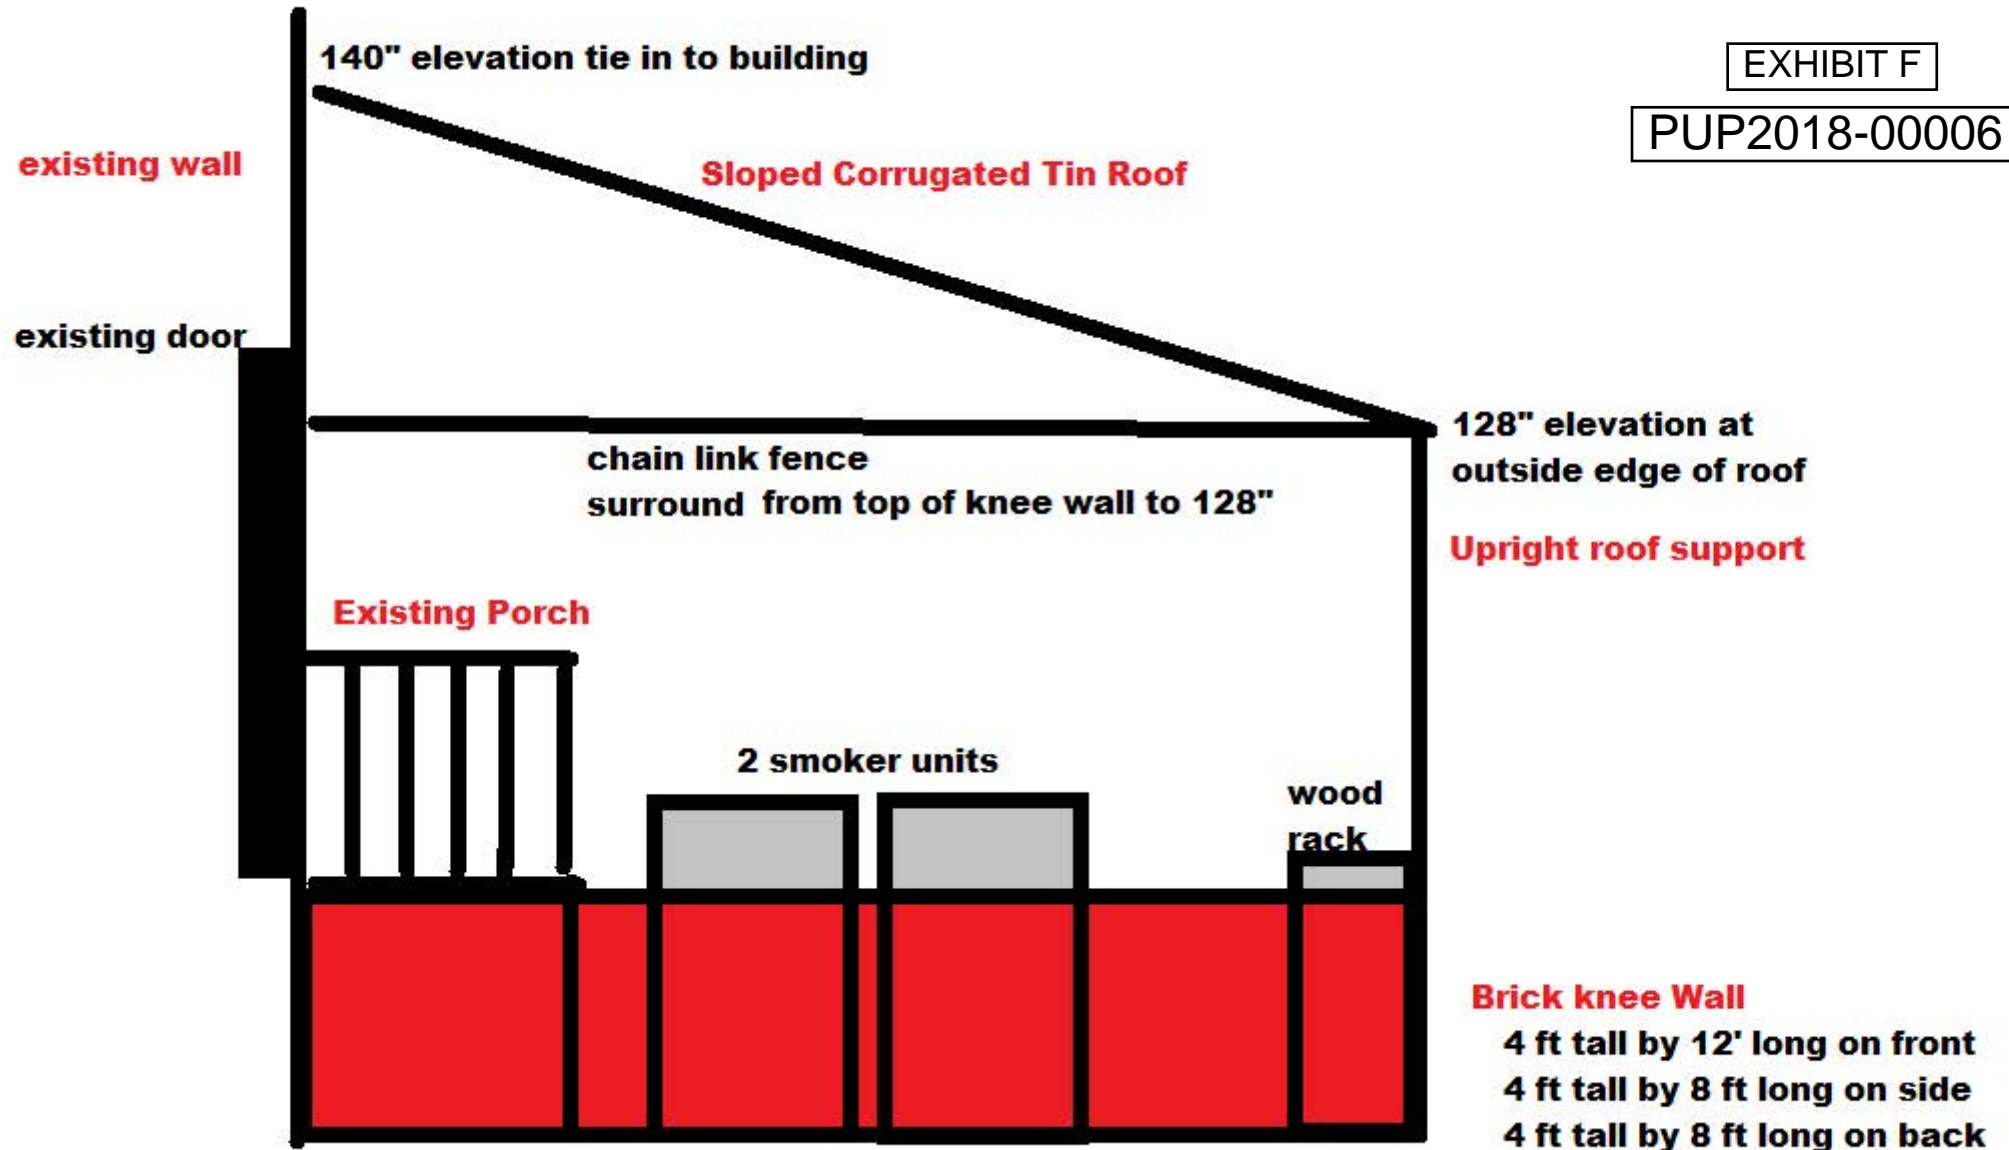 140" elevation tie in to building
EXHIBIT F
PUP2018-00006
existing wall
Sloped Corrugated Tin Roof
existing door
128" elevation at
outside edge of roof
chain link fence
surround from top of knee wall to 128"
Upright roof support
Existing Porch
2 smoker units
wood
rack
Brick knee Wall
4 ft tall by 12' long on front
4 ft tall by 8 ft long on side
4 ft tall by 8 ft long on back